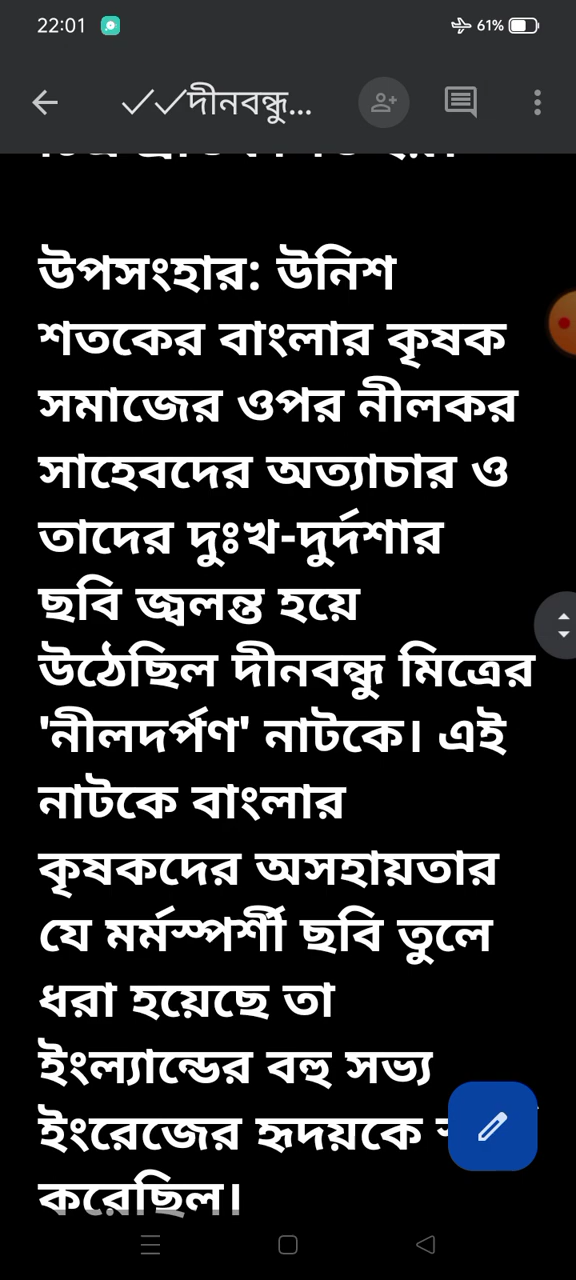 22:01
61%
✓✓দীনবন্ধু...
উপসংহার: উনিশ
শতকের বাংলার কৃষক
সমাজের ওপর নীলকর
সাহেবদের অত্যাচার ও
তাদের দুঃখ-দুর্দশার
ছবি জ্বলন্ত হয়ে
উঠেছিল দীনবন্ধু মিত্রের
'নীলদর্পণ' নাটকে। এই
নাটকে বাংলার
কৃষকদের অসহায়তার
যে মর্মস্পর্শী ছবি তুলে
ধরা হয়েছে তা
ইংল্যান্ডের বহু সভ্য
ইংরেজের হৃদয়কে
করেছিল।